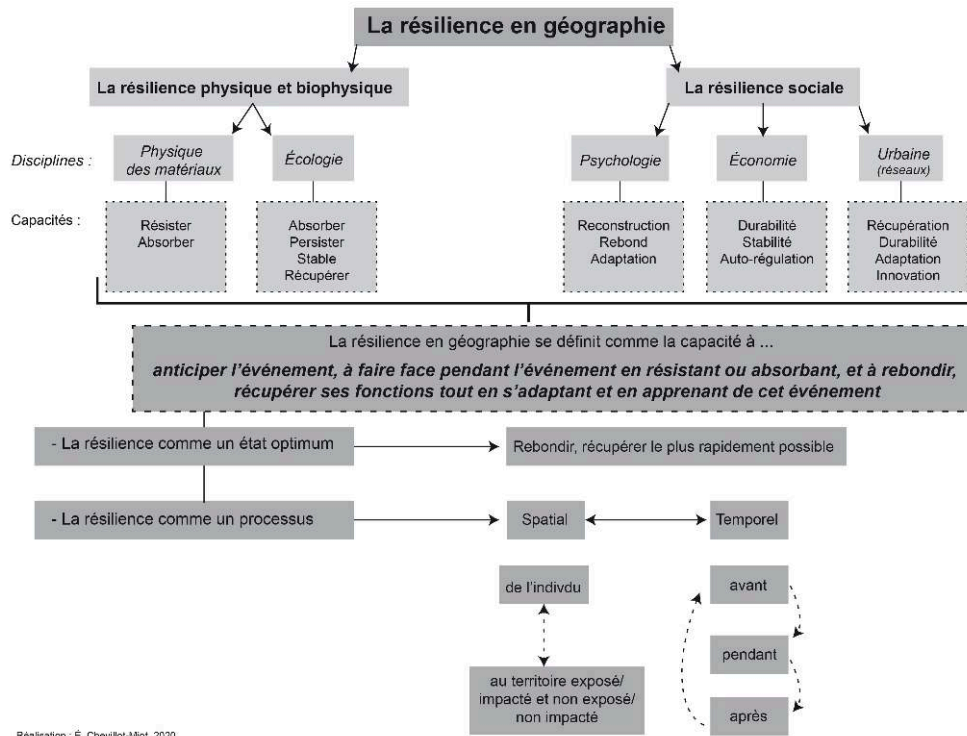 La résilience en géographie
La résilience physique et biophysique
La résilience sociale
Disciplines :
Physique
des matériaux
Écologie
Psychologie
Économie
Urbaine
(réseaux)
Capacités :
Résister
Absorber
Absorber
Persister
Stable
Récupérer
Reconstruction
Rebond
Adaptation
Durabilité
Stabilité
Auto-régulation
Récupération
Durabilité
Adaptation
Innovation
La résilience en géographie se définit comme la capacité à ...
anticiper l'événement, à faire face pendant l'événement en résistant ou absorbant, et à rebondir,
récupérer ses fonctions tout en s'adaptant et en apprenant de cet événement
- La résilience comme un état optimum
Rebondir, récupérer le plus rapidement possible
- La résilience comme un processus
Spatial
Temporel
de l'indivdu
avant
pendant
au territoire exposé/
impacté et non exposé/
non impacté
après
Réalisation : É. Chevillot-Miot, 2020